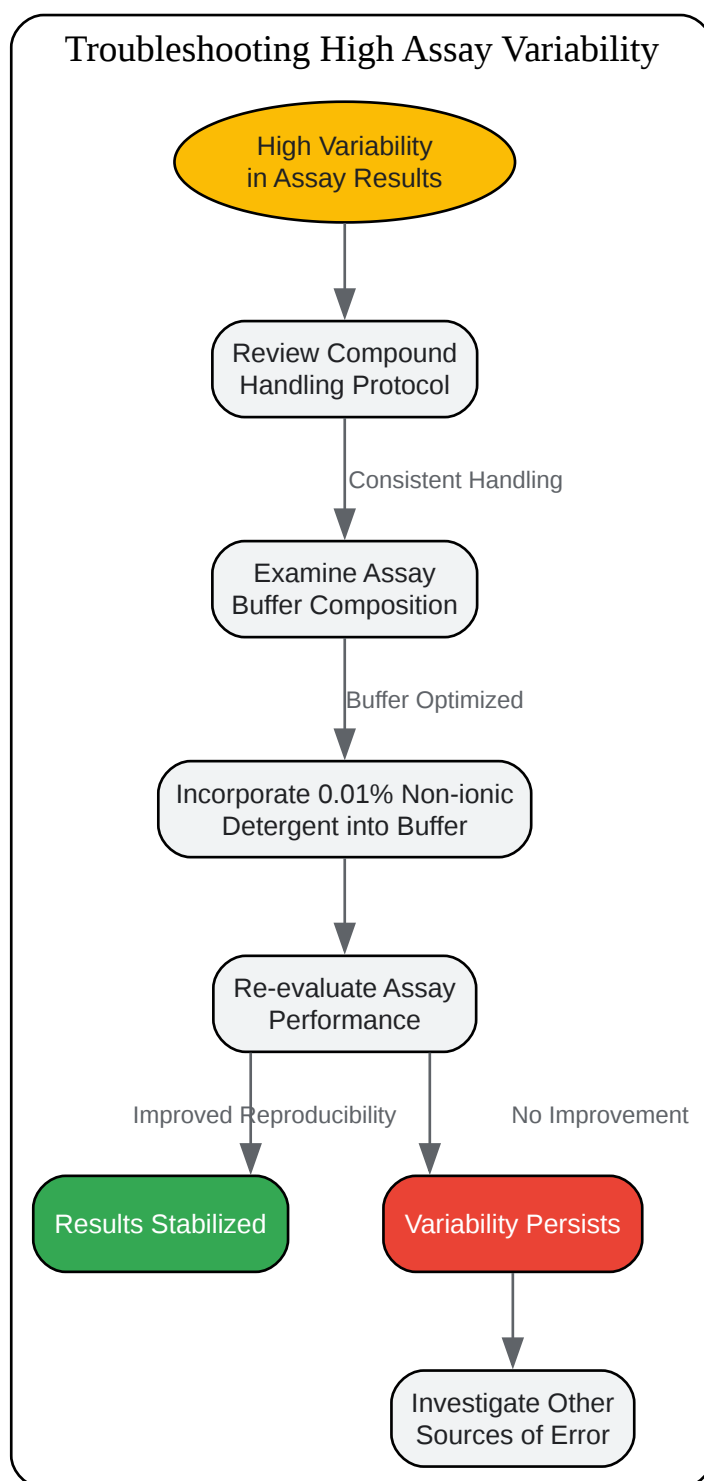 Troubleshooting High Assay Variability
High Variability
in Assay Results
Review Compound
Handling Protocol
Consistent Handling
Examine Assay
Buffer Composition
Buffer Optimized
Incorporate 0.01% Non-ionic
Detergent into Buffer
Re-evaluate Assay
Performance
Improved Reproducibility
No Improvement
Results Stabilized
Variability Persists
Investigate Other
Sources of Error